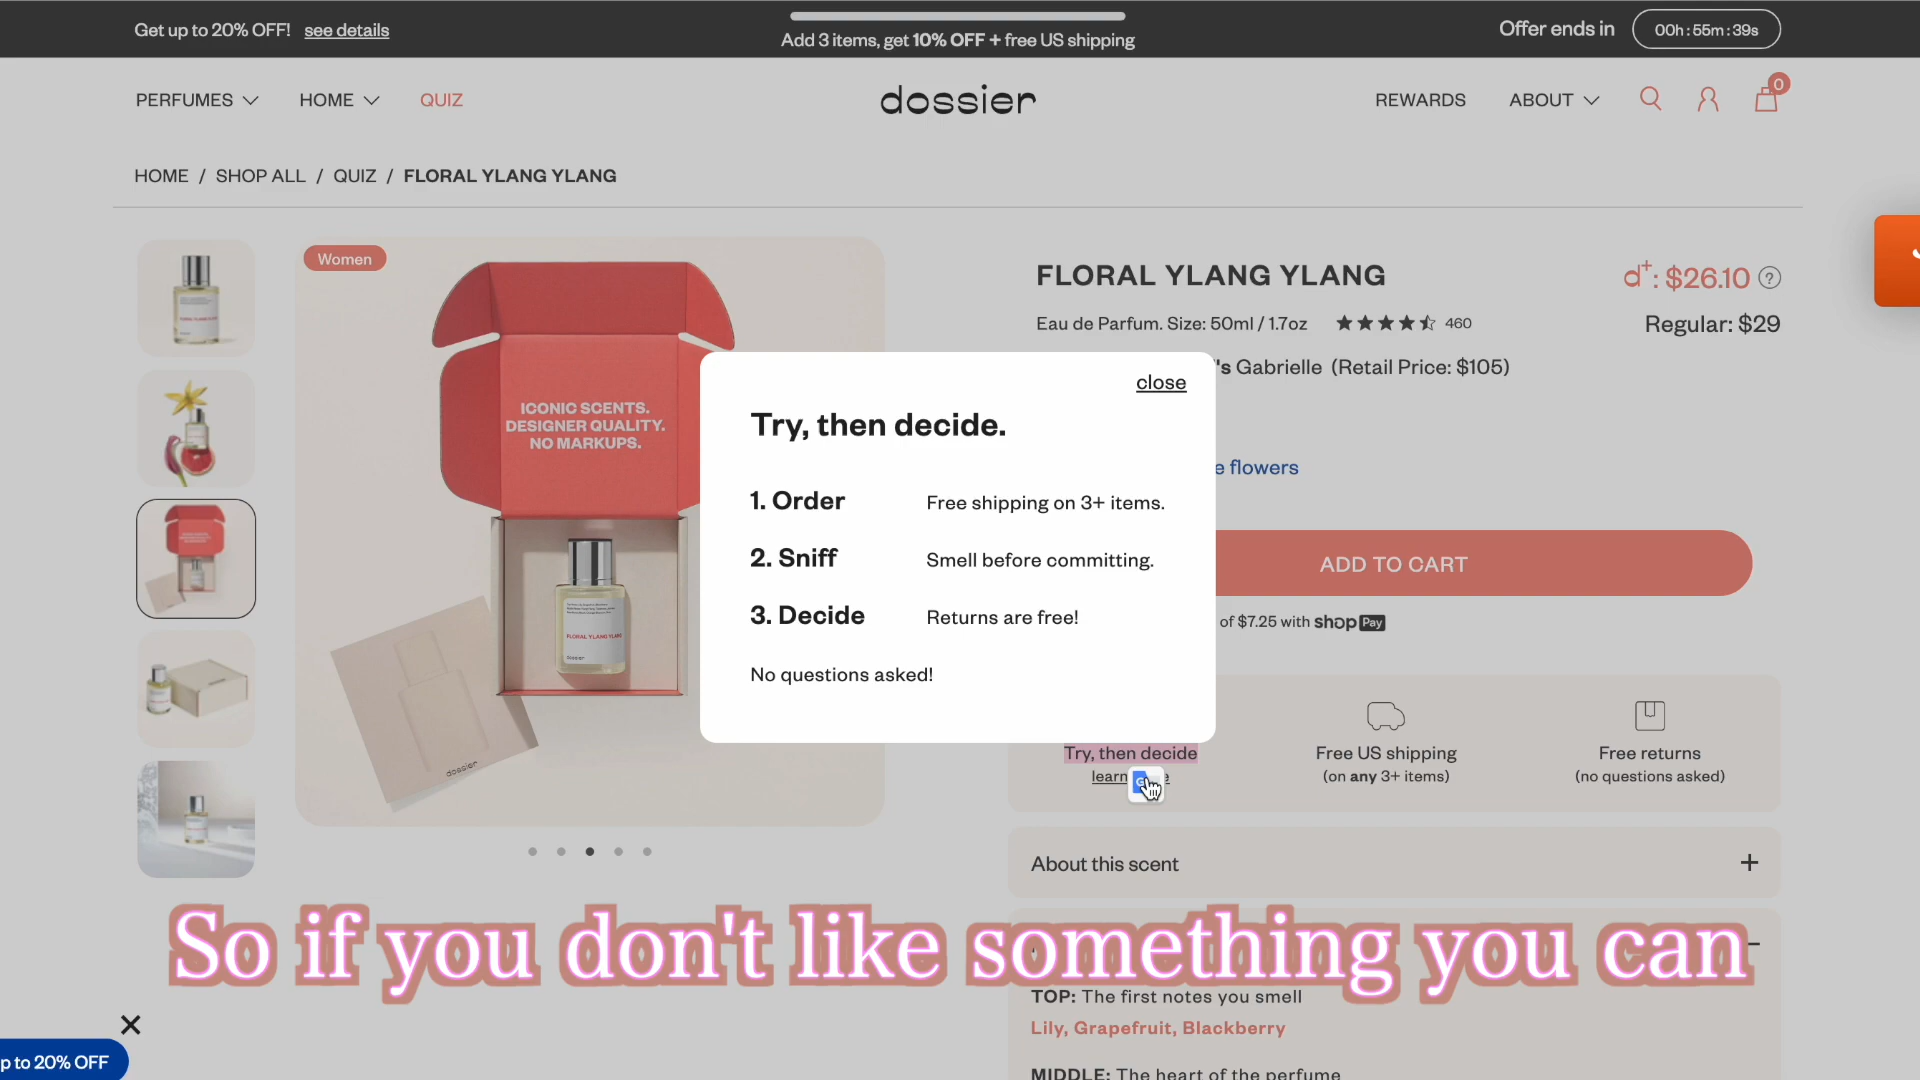 Get up to 20% OFF! see details
Add 3 items, get 10% OFF + free US shipping
Offer ends in 00h : 55m : 39s
PERFUMES HOME QUIZ
dossier
REWARDS ABOUT 0
HOME / SHOP ALL / QUIZ / FLORAL YLANG YLANG
Women
ICONIC SCENTS.
DESIGNER QUALITY.
NO MARKUPS.
FLORAL YLANG YLANG
dossier
dossier
FLORAL YLANG YLANG
d+: $26.10 ?
Eau de Parfum. Size: 50ml / 1.7oz 460
Regular: $29
's Gabrielle (Retail Price: $105)
close
Try, then decide.
1. Order Free shipping on 3+ items.
2. Sniff Smell before committing.
3. Decide Returns are free!
No questions asked!
e flowers
ADD TO CART
of $7.25 with shop Pay
Try, then decide
learn
Free US shipping
(on any 3+ items)
Free returns
(no questions asked)
About this scent
So if you don't like something you can
TOP: The first notes you smell
Lily, Grapefruit, Blackberry
MIDDLE: The heart of the perfume
p to 20% OFF